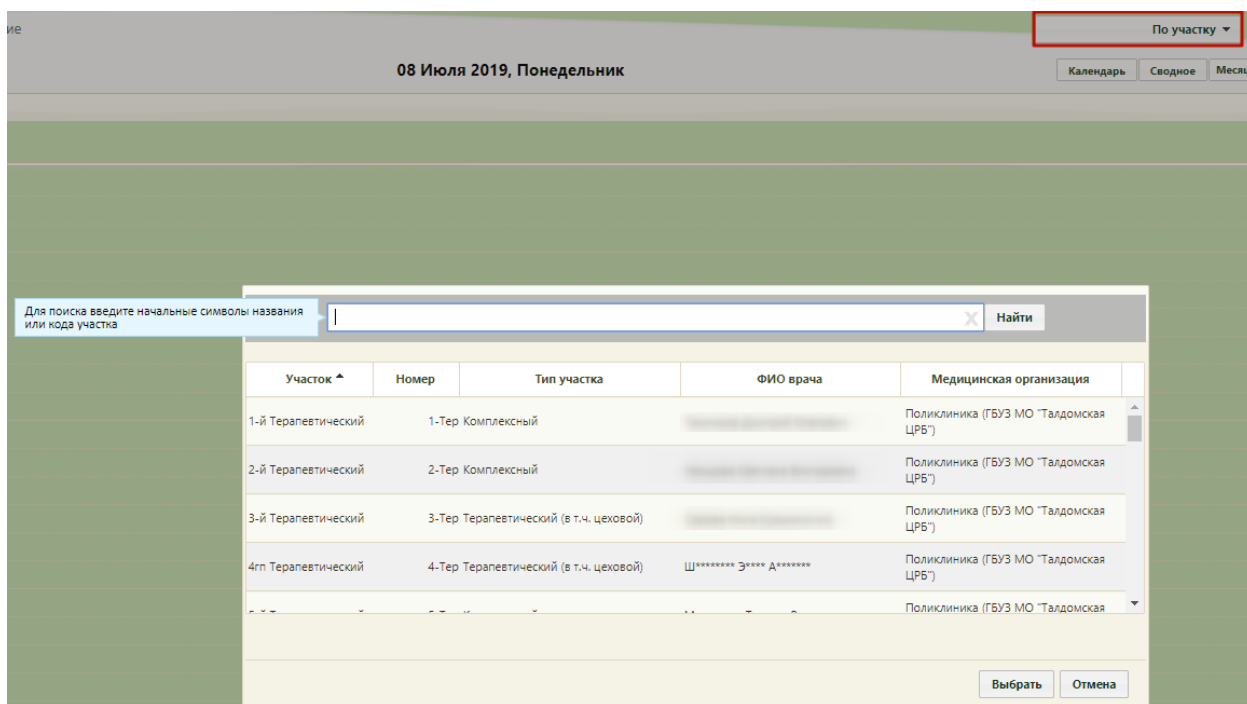 ие
По участку
08 Июля 2019, Понедельник
Календарь
Сводное
Меся
Для поиска введите начальные символы названия
или кода участка
X
Найти
Участок
Номер
Тип участка
ФИО врача
Медицинская организация
1-й Терапевтический 1-Тер Комплексный Поликлиника (ГБУЗ МО "Талдомская
ЦРБ")
2-й Терапевтический 2-Тер Комплексный Поликлиника (ГБУЗ МО "Талдомская
ЦРБ")
3-й Терапевтический 3-Тер Терапевтический (в т.ч. цеховой) Поликлиника (ГБУЗ МО "Талдомская
ЦРБ")
4гп Терапевтический 4-Тер Терапевтический (в т.ч. цеховой) Ш******** Э**** А******* Поликлиника (ГБУЗ МО "Талдомская
ЦРБ")
Поликлиника (ГБУЗ МО "Талдомская
Выбрать
Отмена